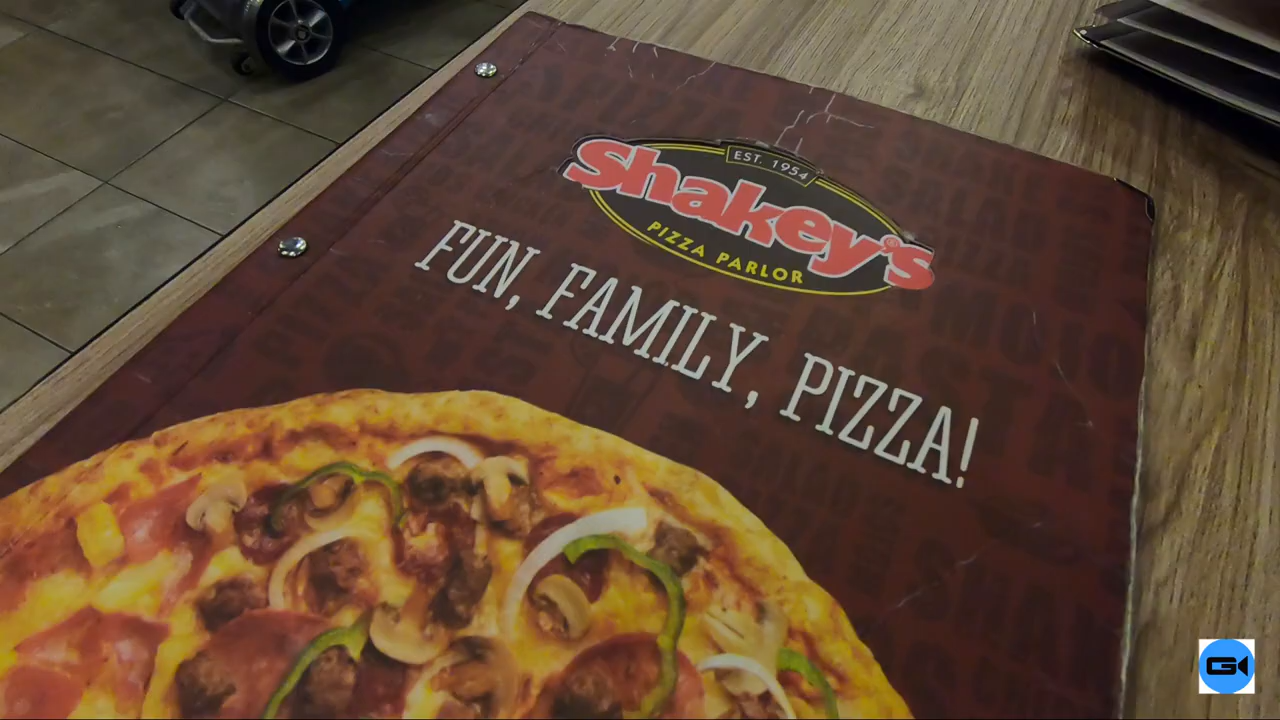 EST. 1954
Shakey's®
PIZZA PARLOR
FUN, FAMILY, PIZZA!
G